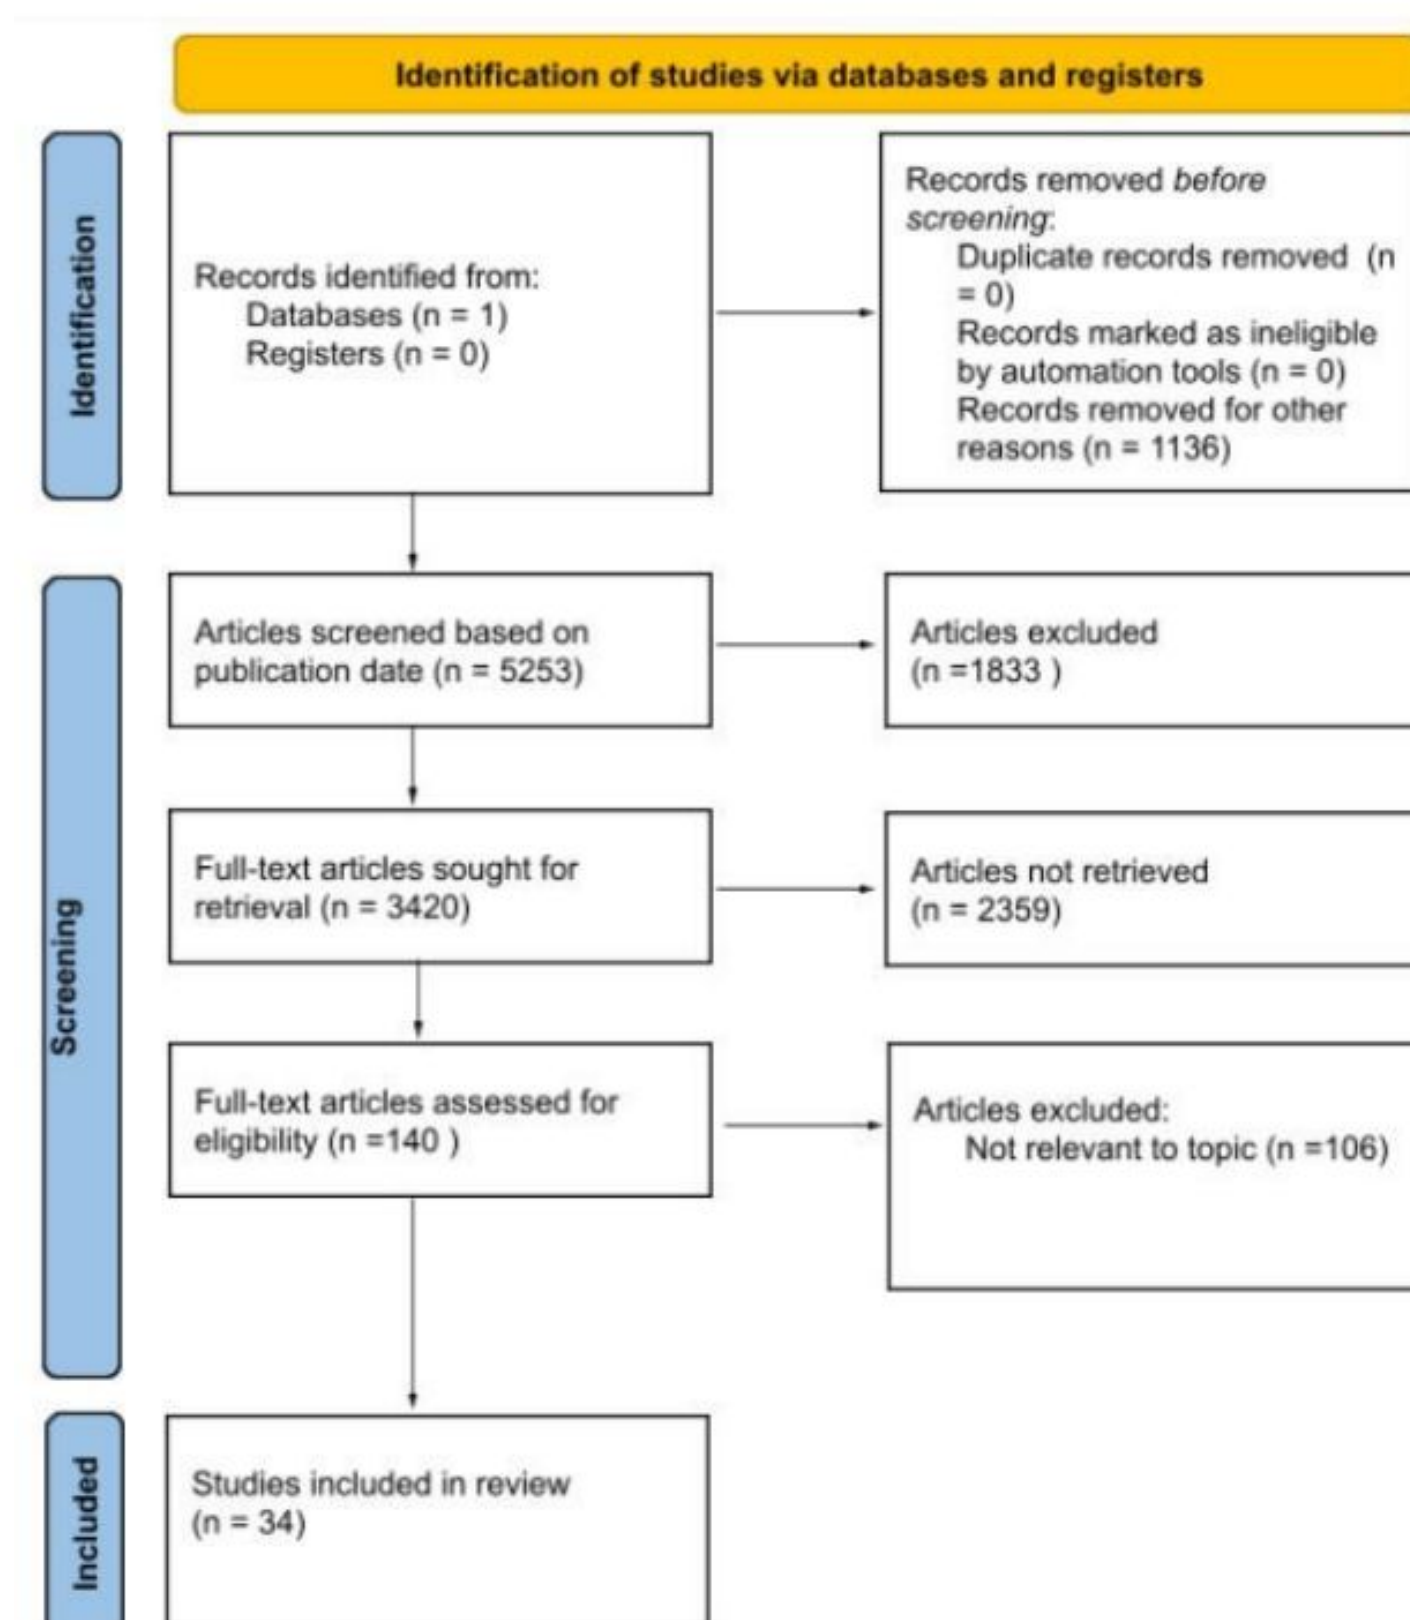 Identification of studies via databases and registers
Identification
Records identified from:
Databases (n = 1)
Registers (n = 0)
Records removed before
screening:
Duplicate records removed (n
= 0)
Records marked as ineligible
by automation tools (n = 0)
Records removed for other
reasons (n = 1136)
Screening
Articles screened based on
publication date (n = 5253)
Articles excluded
(n =1833 )
Full-text articles sought for
retrieval (n = 3420)
Articles not retrieved
(n = 2359)
Full-text articles assessed for
eligibility (n =140 )
Articles excluded:
Not relevant to topic (n =106)
Included
Studies included in review
(n = 34)